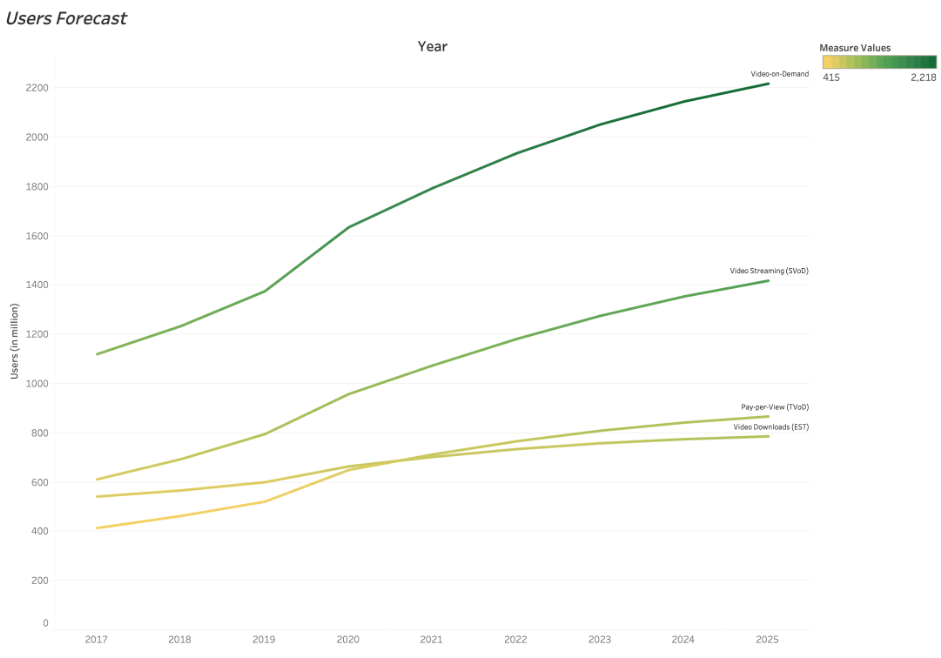 Users Forecast
Year
Measure Values
415 2,218
Users (in million)
2200
2000
1800
1600
1400
1200
1000
800
600
400
200
0
Video-on-Demand
Video Streaming (SVoD)
Pay-per-View (TVoD)
Video Downloads (EST)
2017 2018 2019 2020 2021 2022 2023 2024 2025